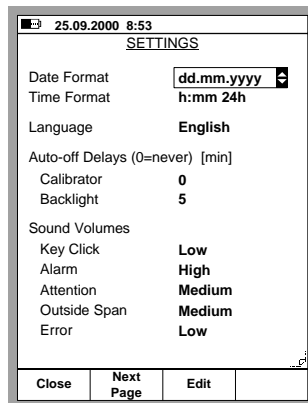 25.09.2000 8:53
SETTINGS
Date Format dd.mm.yyyy
Time Format h:mm 24h
Language English
Auto-off Delays (0=never) [min]
Calibrator 0
Backlight 5
Sound Volumes
Key Click Low
Alarm High
Attention Medium
Outside Span Medium
Error Low
Close Next Page Edit